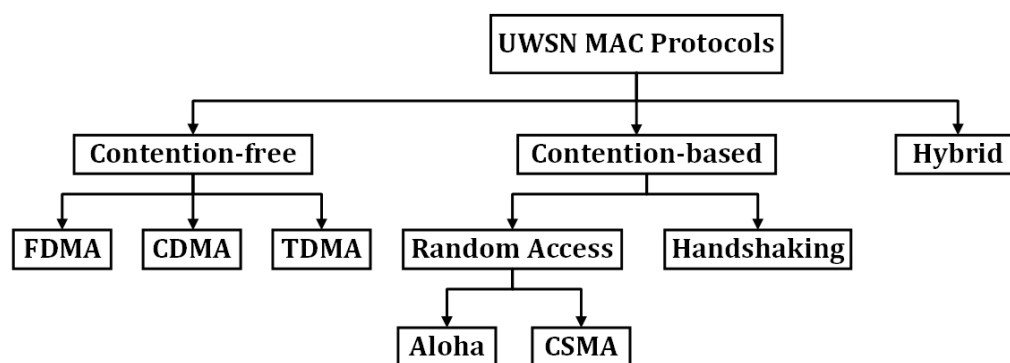 UWSN MAC Protocols
Contention-free
Contention-based
Hybrid
FDMA
CDMA
TDMA
Random Access
Handshaking
Aloha
CSMA